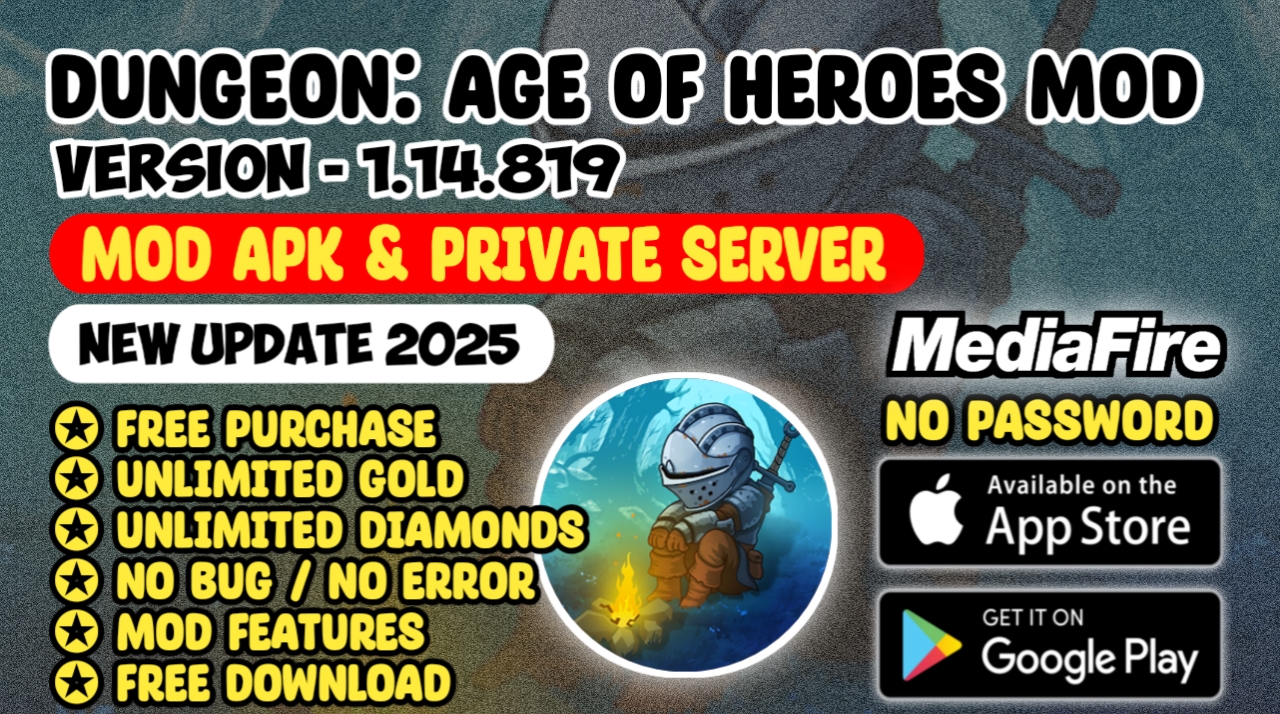 DUNGEON: AGE OF HEROES MOD
VERSION - 1.14.819
MOD APK & PRIVATE SERVER
NEW UPDATE 2025
FREE PURCHASE
UNLIMITED GOLD
UNLIMITED DIAMONDS
NO BUG / NO ERROR
MOD FEATURES
FREE DOWNLOAD
MediaFire
NO PASSWORD
Available on the
App Store
GET IT ON
Google Play